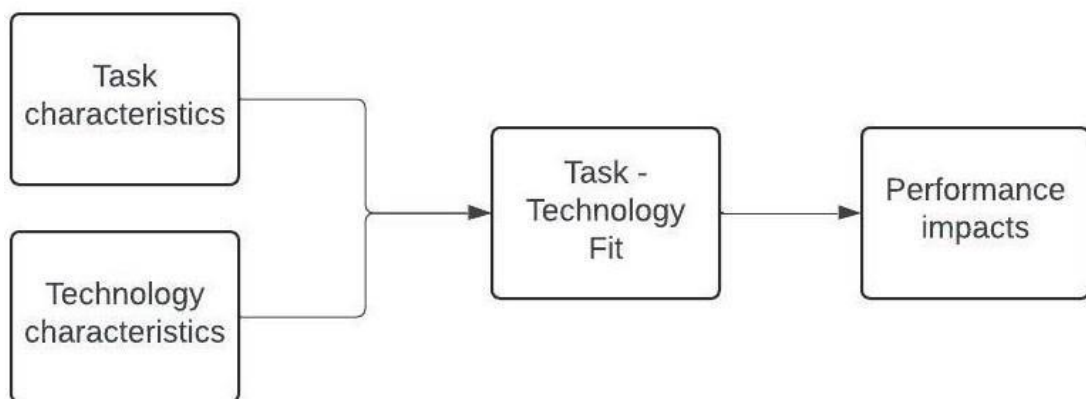 Task
characteristics
Technology
characteristics
Task -
Technology
Fit
Performance
impacts